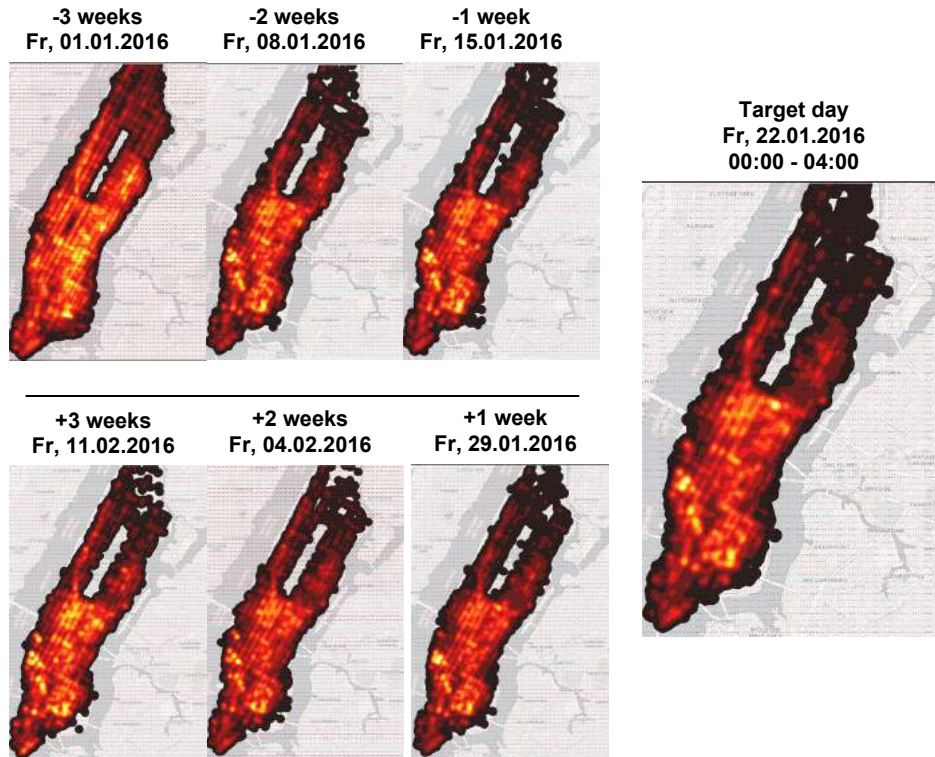 -3 weeks
Fr, 01.01.2016
-2 weeks
Fr, 08.01.2016
-1 week
Fr, 15.01.2016
Target day
Fr, 22.01.2016
00:00 - 04:00
+3 weeks
Fr, 11.02.2016
+2 weeks
Fr, 04.02.2016
+1 week
Fr, 29.01.2016